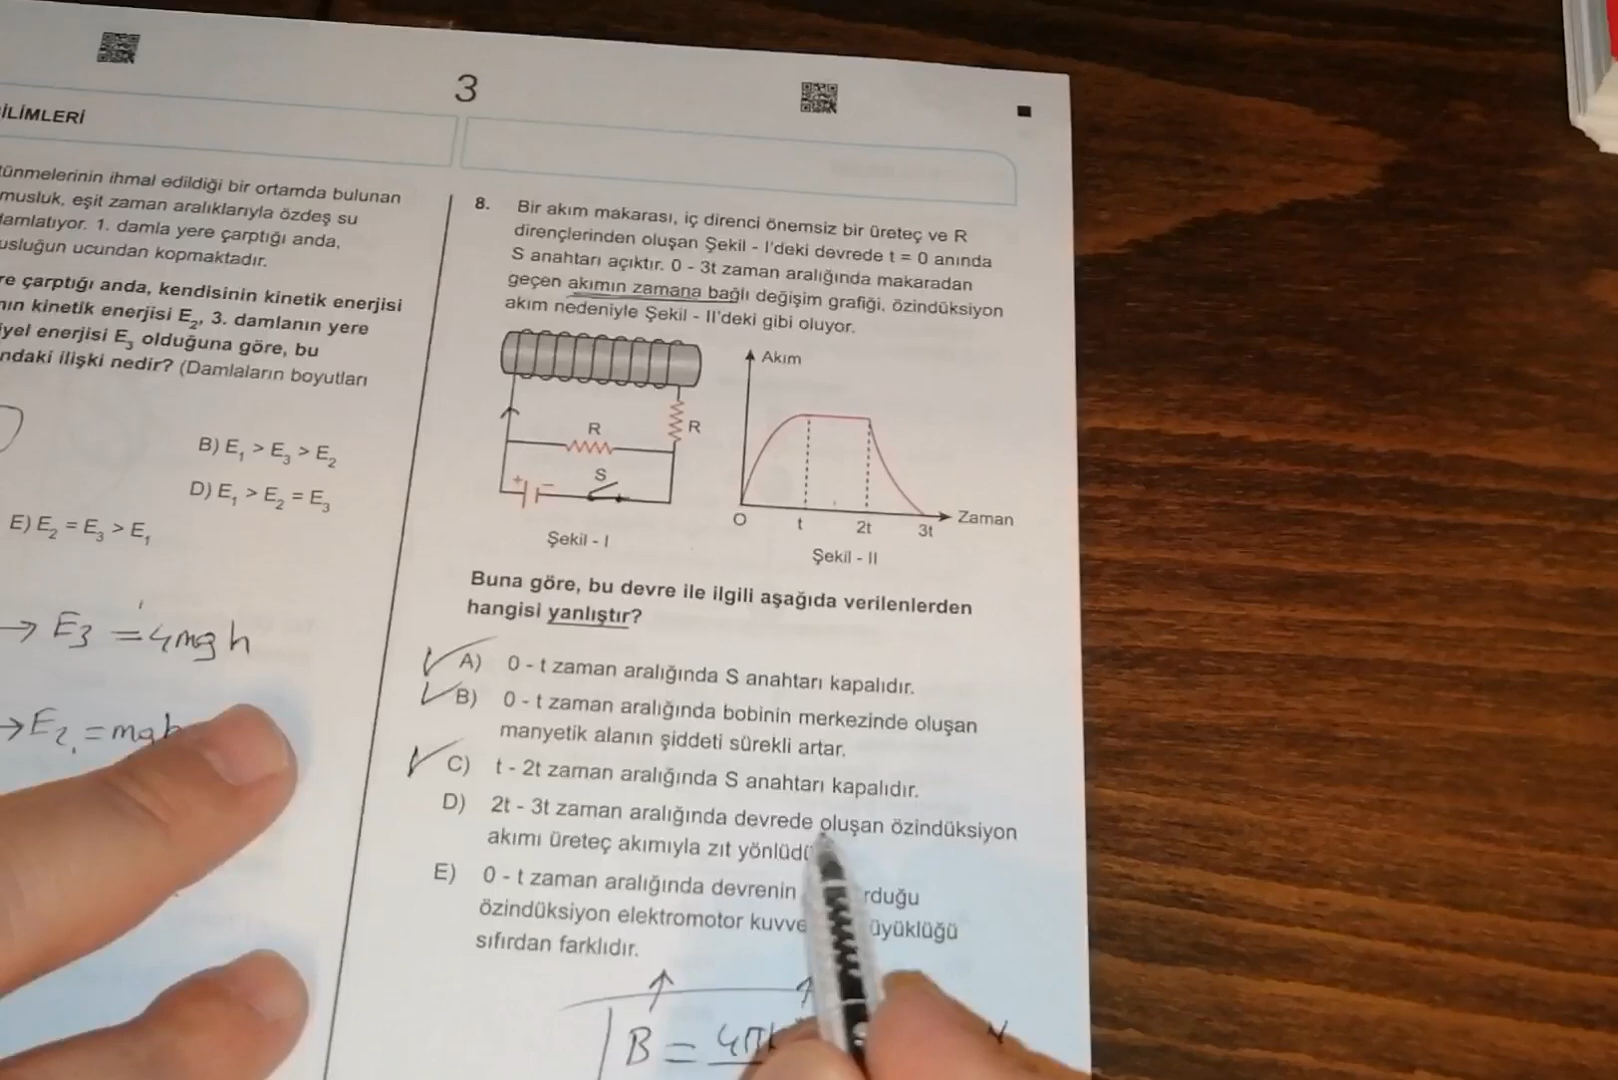 3
İLİMLERİ
tünmelerinin ihmal edildiği bir ortamda bulunan
musluk, eşit zaman aralıklarıyla özdeş su
damlatıyor. 1. damla yere çarptığı anda,
usluğun ucundan kopmaktadır.
re çarptığı anda, kendisinin kinetik enerjisi
nın kinetik enerjisi E₂, 3. damlanın yere
iyel enerjisi E₃ olduğuna göre, bu
ndaki ilişki nedir? (Damlaların boyutları
B) E₁ > E₃ > E₂
D) E₁ > E₂ = E₃
E) E₂ = E₃ > E₁
→ E3 = 4mgh
→ E2 = mgh
8. Bir akım makarası, iç direnci önemsiz bir üreteç ve R
dirençlerinden oluşan Şekil - I'deki devrede t = 0 anında
S anahtarı açıktır. 0 - 3t zaman aralığında makaradan
geçen akımın zamana bağlı değişim grafiği, özindüksiyon
akım nedeniyle Şekil - II'deki gibi oluyor.
R
R
S
+ -
Şekil - I
Akım
O t 2t 3t Zaman
Şekil - II
Buna göre, bu devre ile ilgili aşağıda verilenlerden
hangisi yanlıştır?
A) 0 - t zaman aralığında S anahtarı kapalıdır.
B) 0 - t zaman aralığında bobinin merkezinde oluşan
manyetik alanın şiddeti sürekli artar.
C) t - 2t zaman aralığında S anahtarı kapalıdır.
D) 2t - 3t zaman aralığında devrede oluşan özindüksiyon
akımı üreteç akımıyla zıt yönlüdü
E) 0 - t zaman aralığında devrenin rduğu
özindüksiyon elektromotor kuvve üyüklüğü
sıfırdan farklıdır.
B = 4π